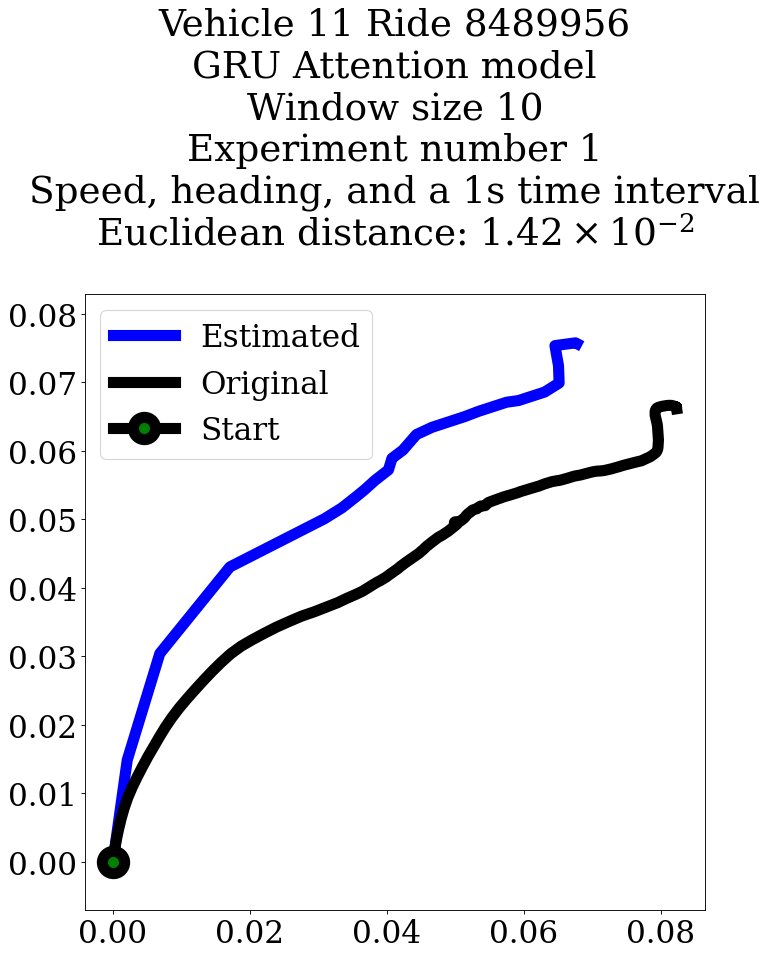 Vehicle 11 Ride 8489956
GRU Attention model
Window size 10
Experiment number 1
Speed, heading, and a 1s time interval
Euclidean distance: 1.42 × 10⁻²
Estimated
Original
Start
0.08
0.07
0.06
0.05
0.04
0.03
0.02
0.01
0.00
0.00 0.02 0.04 0.06 0.08